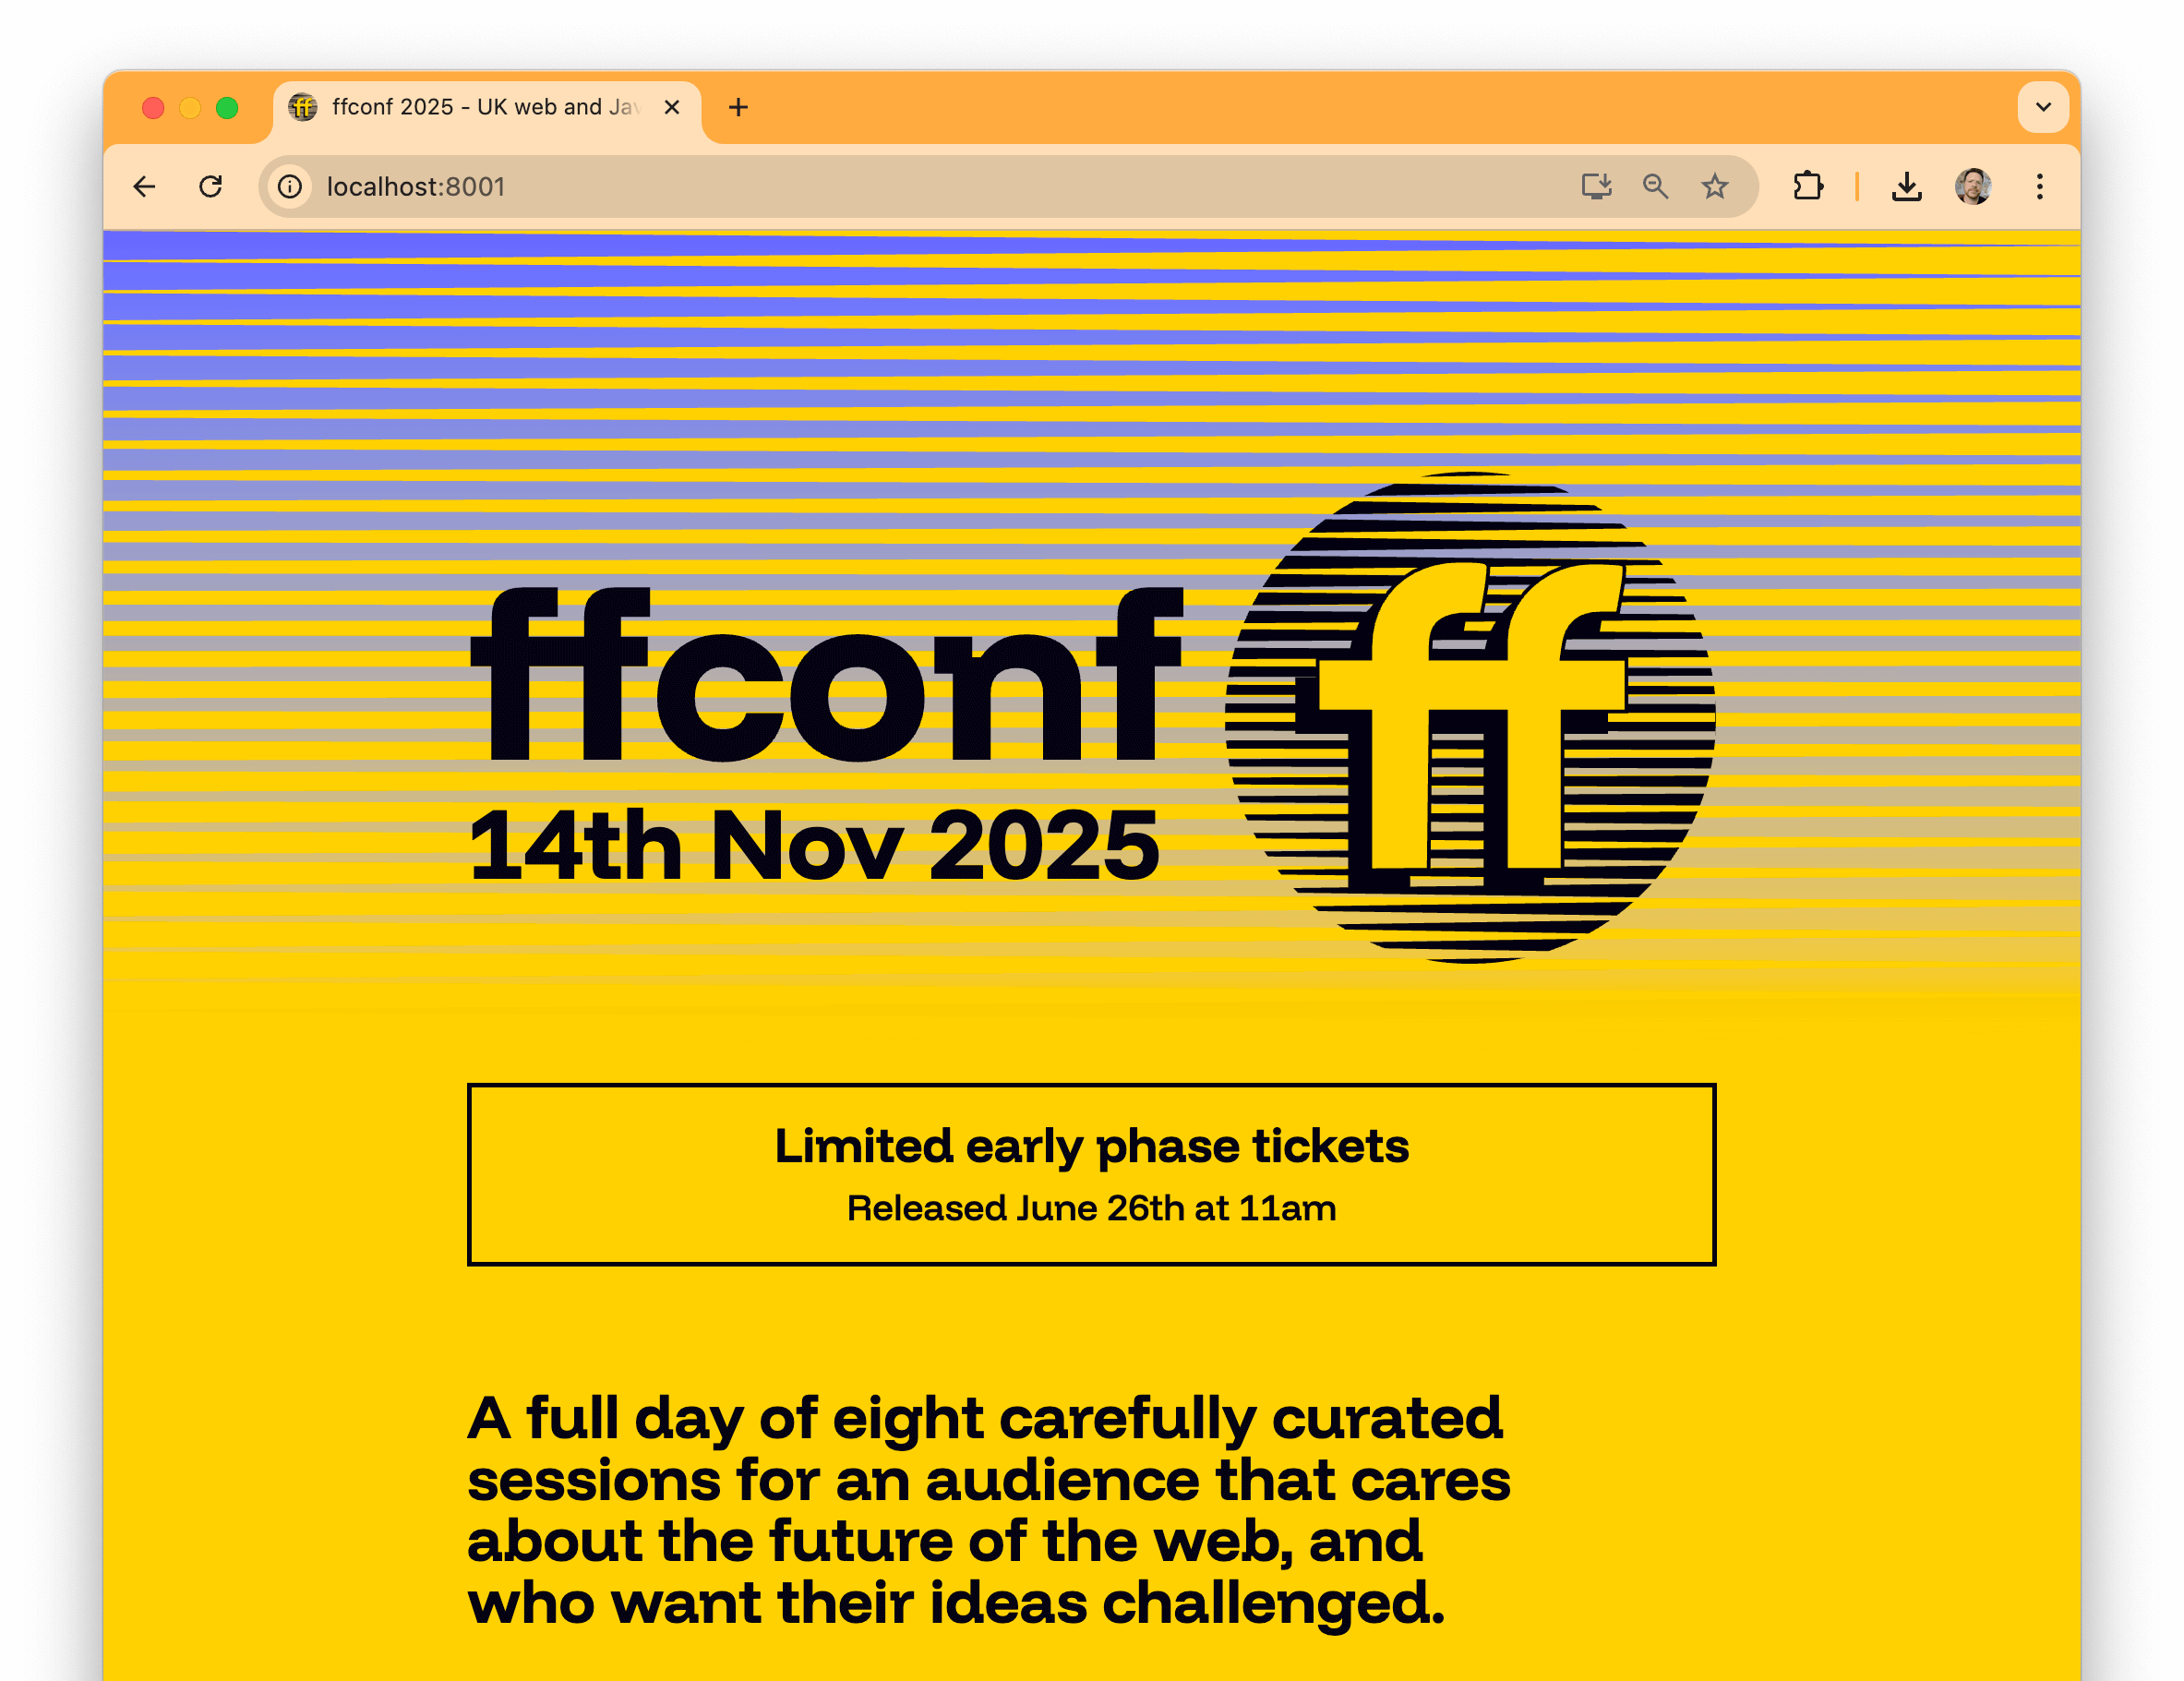 ffconf 2025 - UK web and Jav
localhost:8001
ffconf
ff
14th Nov 2025
Limited early phase tickets
Released June 26th at 11am
A full day of eight carefully curated
sessions for an audience that cares
about the future of the web, and
who want their ideas challenged.